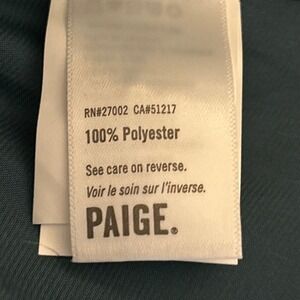 RN#27002 CA#51217
100% Polyester
See care on reverse.
Voir le soin sur l'inverse.
PAIGE.